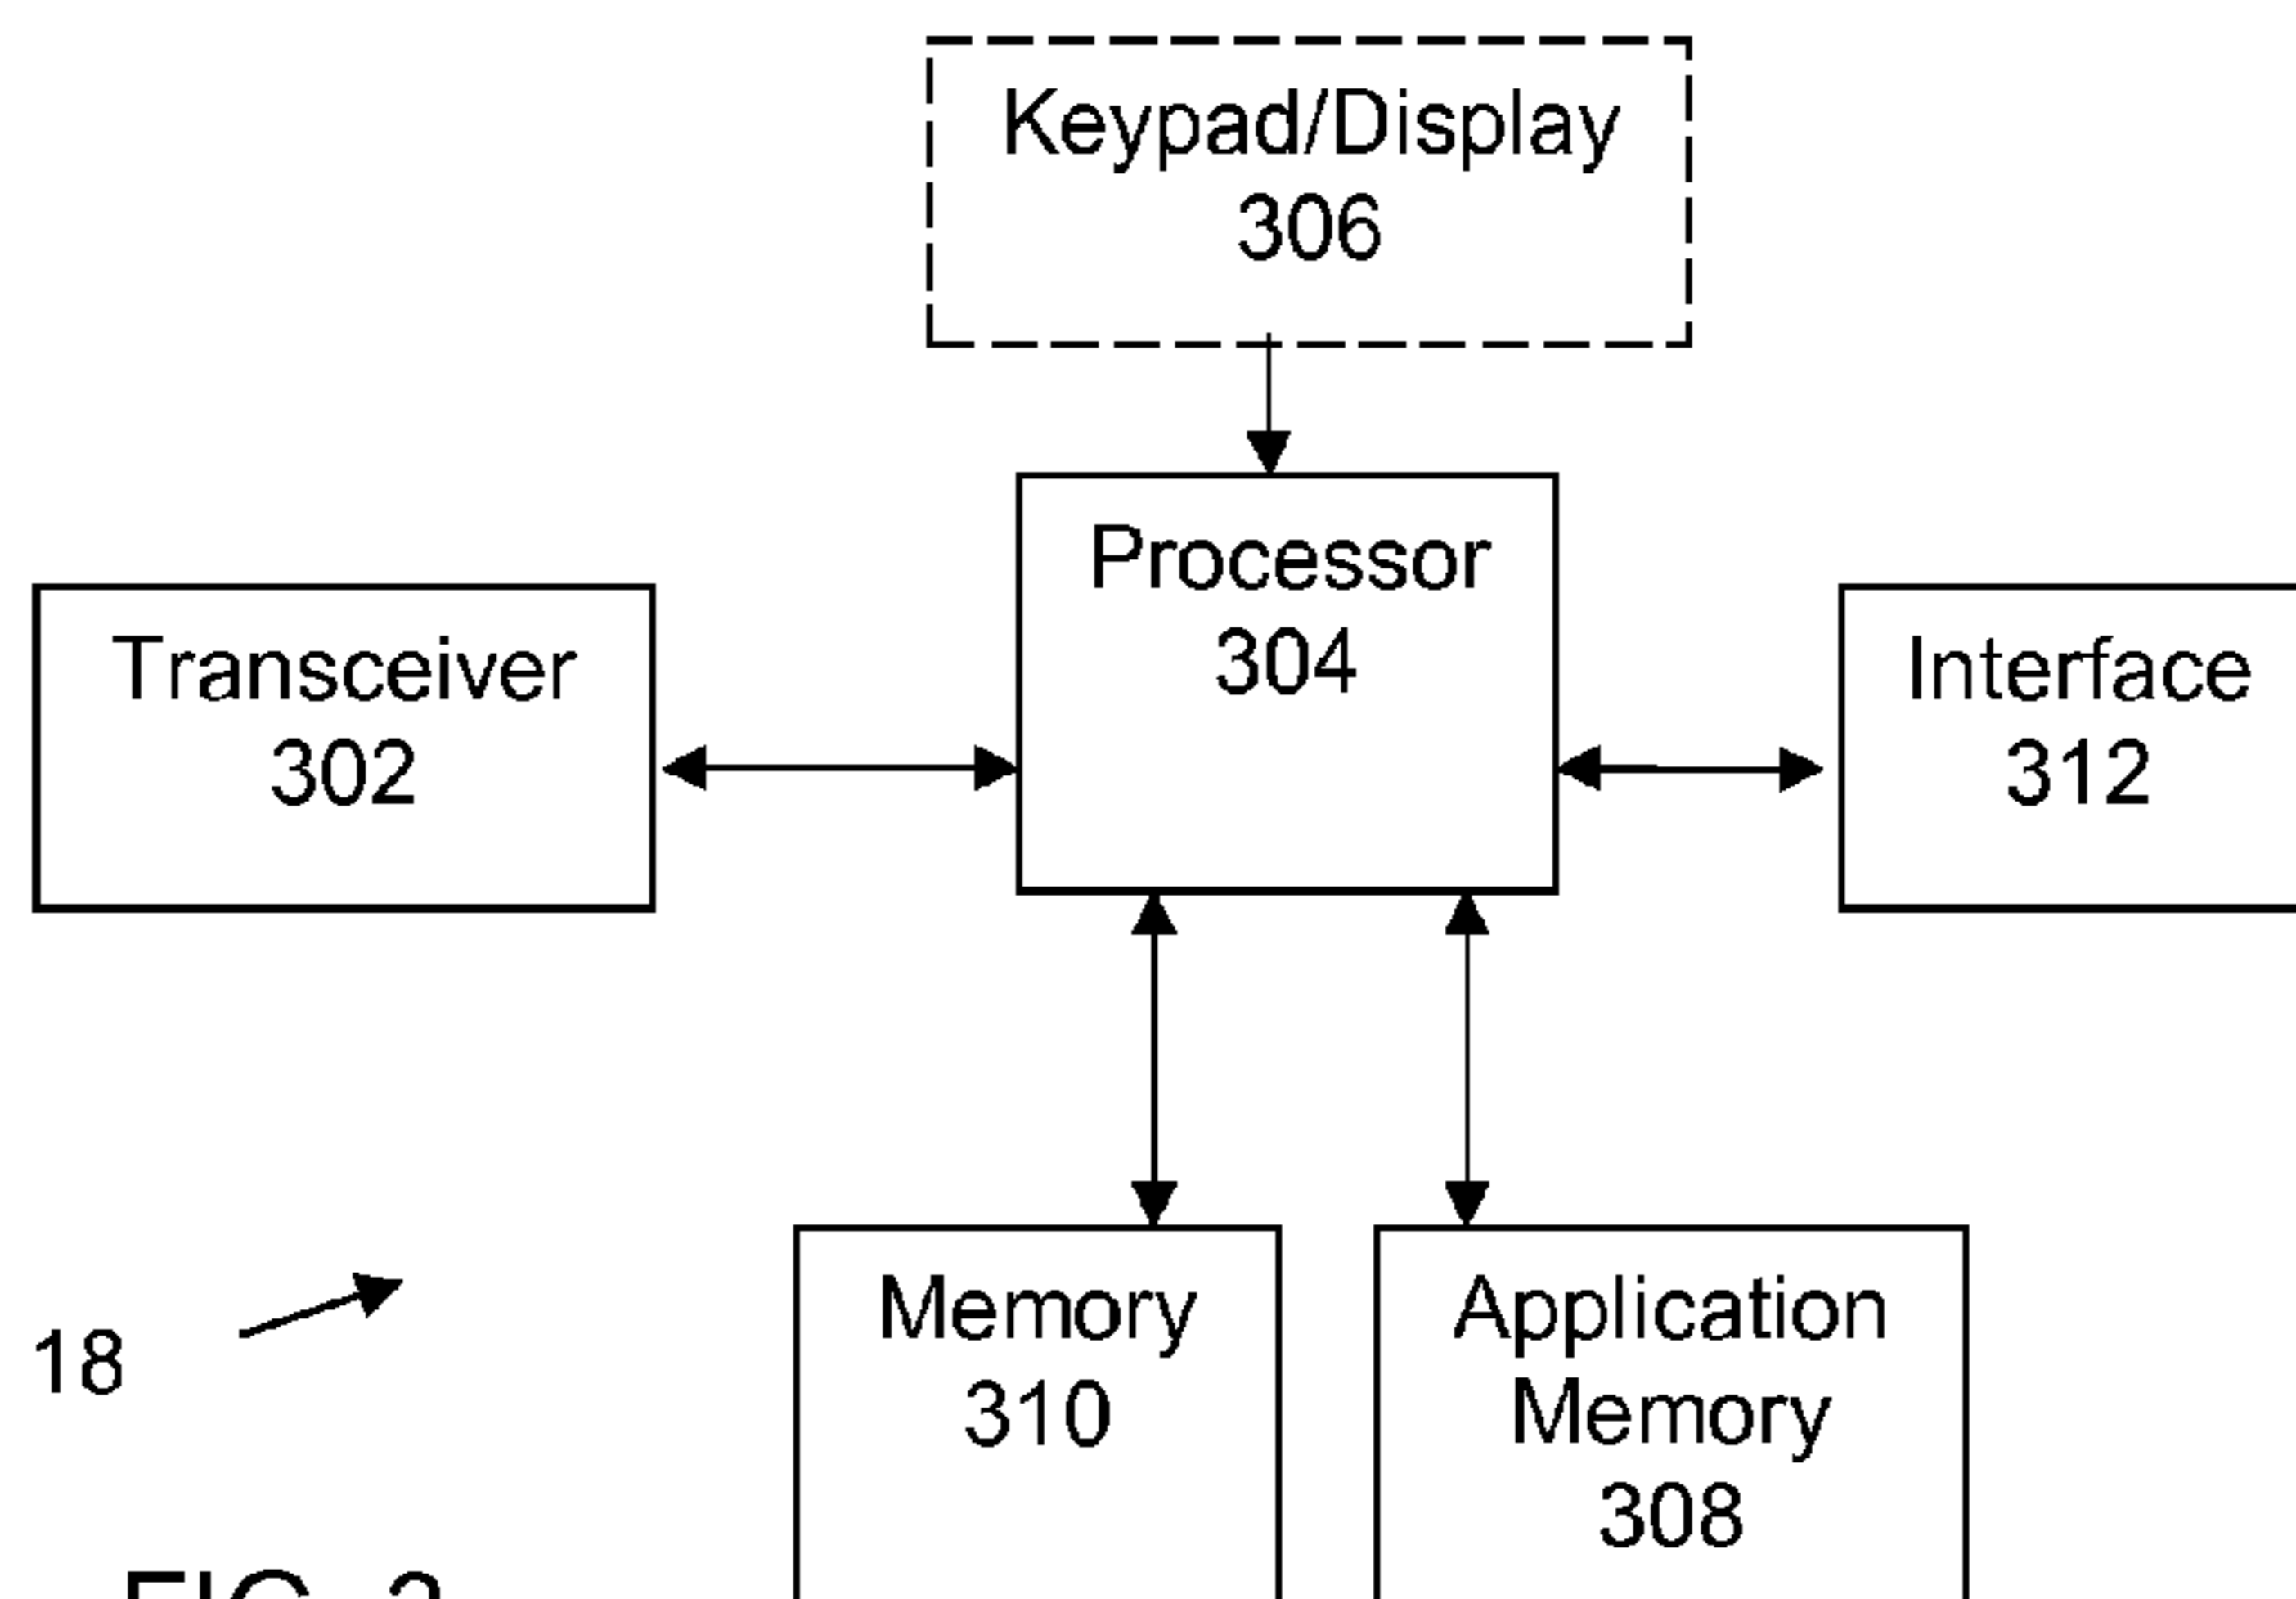 Keypad/Display
306
Processor
304
Transceiver
302
Interface
312
18
Memory
310
Application
Memory
308